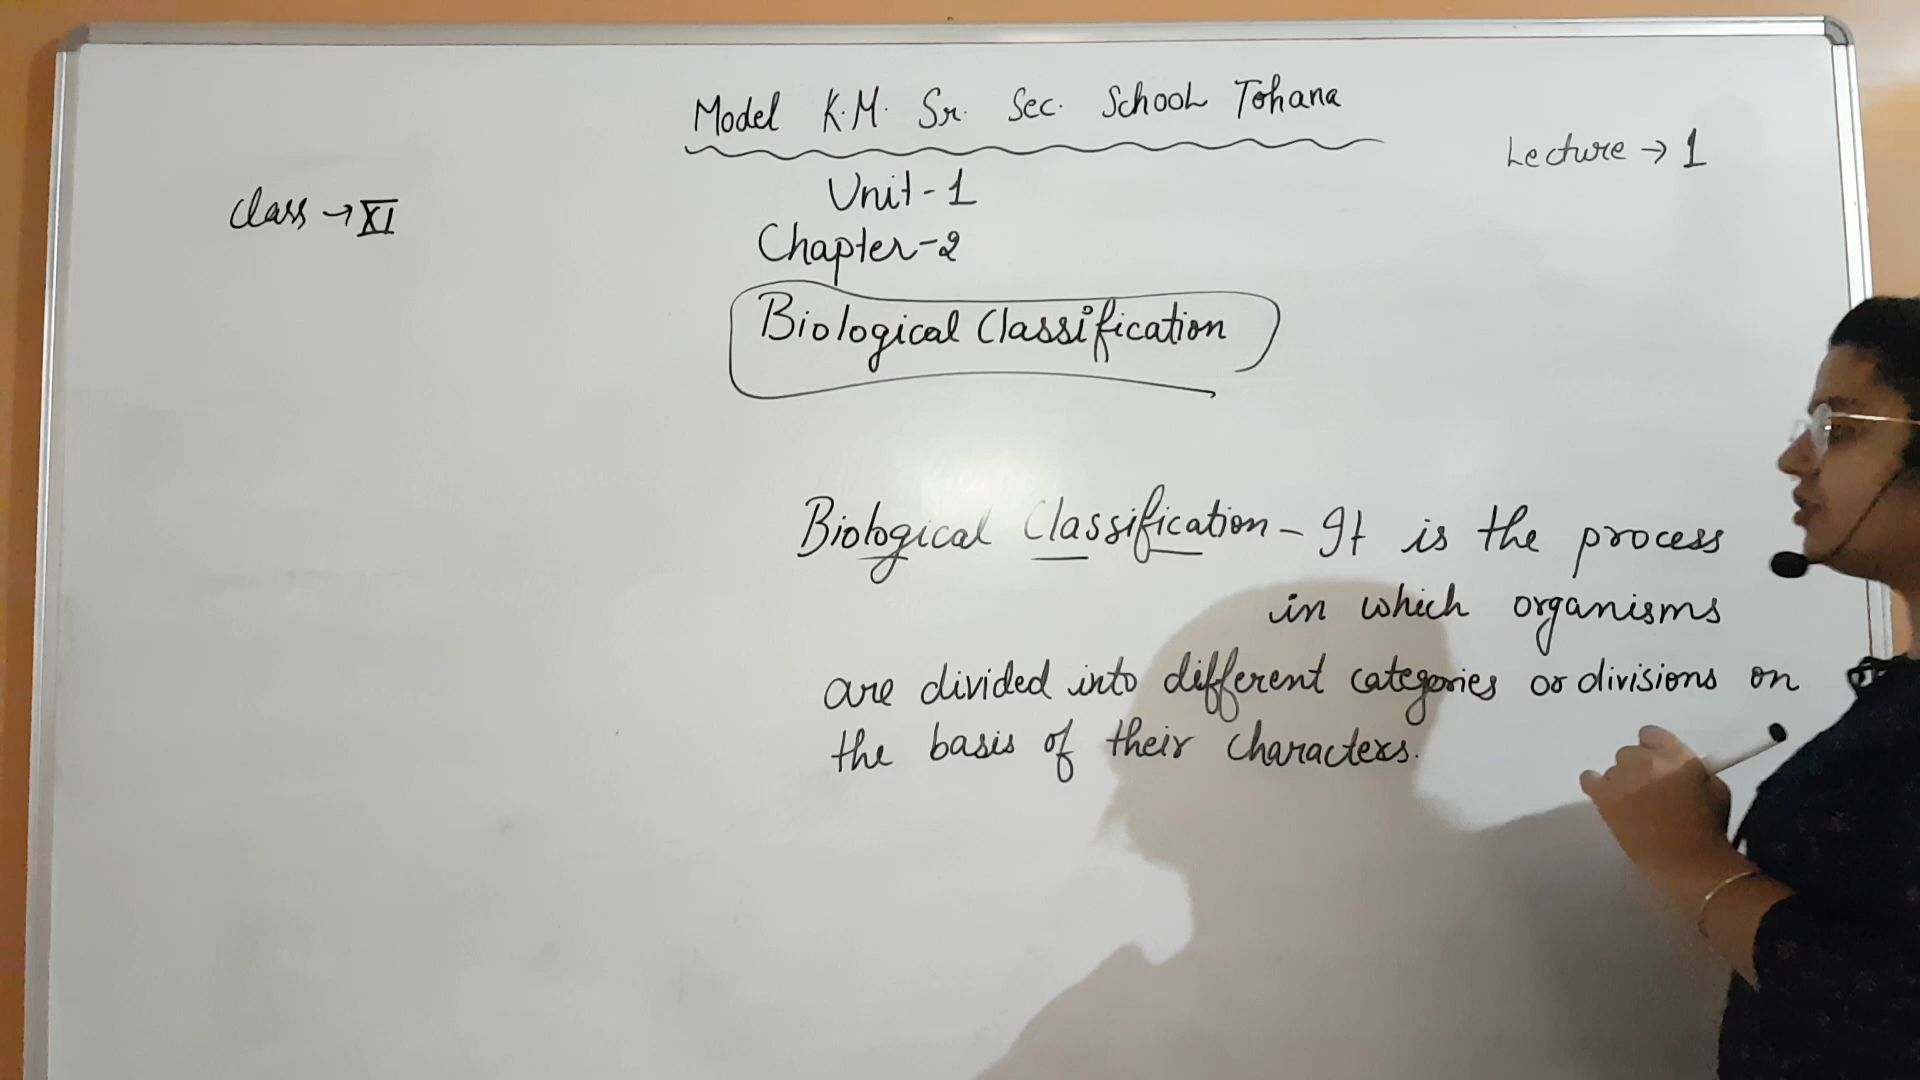 Model K.M. Sr. Sec. School Tohana
Lecture → 1
Class → XI
Unit - 1
Chapter - 2
Biological Classification
Biological Classification - It is the process
in which organisms
are divided into different categories or divisions on
the basis of their characters.